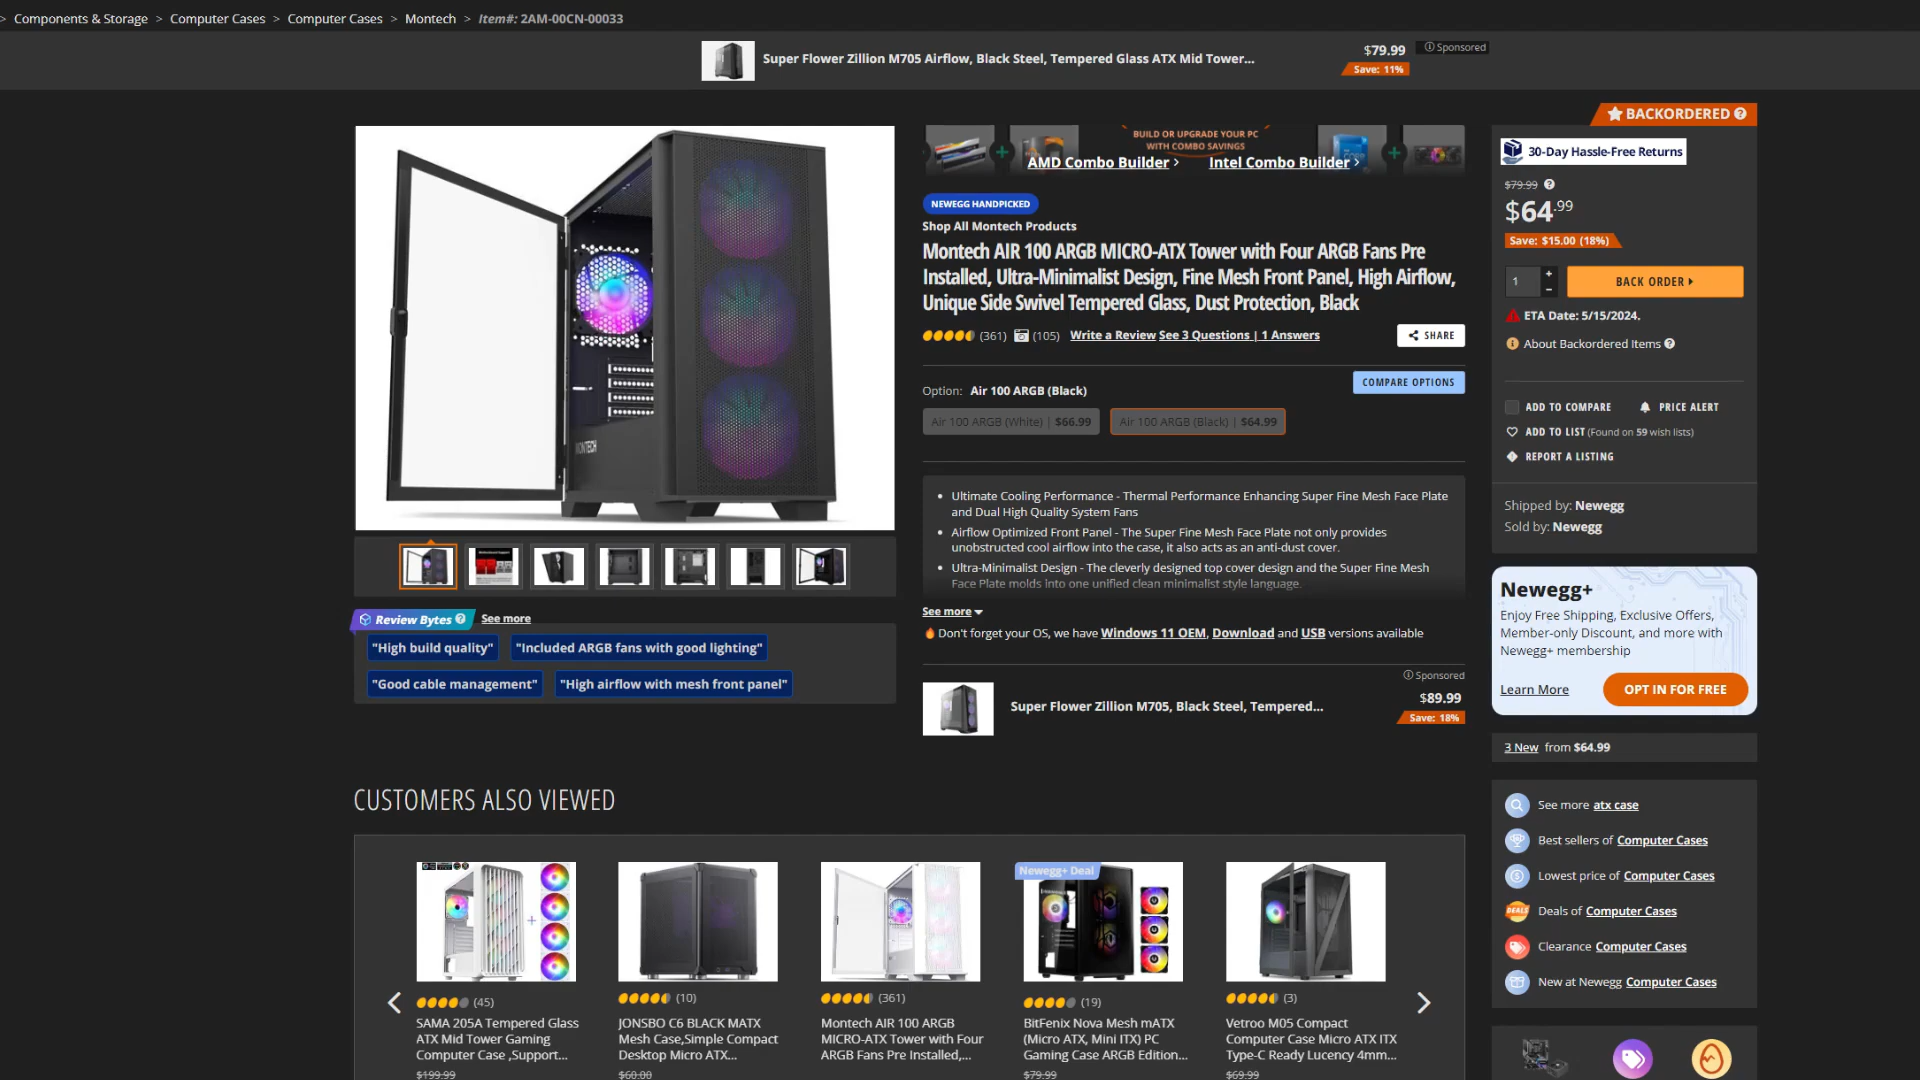 > Components & Storage > Computer Cases > Computer Cases > Montech > Item#: 2AM-00CN-00033
Super Flower Zillion M705 Airflow, Black Steel, Tempered Glass ATX Mid Tower...
$79.99
Sponsored
Save: 11%
BACKORDERED
BUILD OR UPGRADE YOUR PC
WITH COMBO SAVINGS
AMD Combo Builder › Intel Combo Builder ›
NEWEGG HANDPICKED
Shop All Montech Products
Montech AIR 100 ARGB MICRO-ATX Tower with Four ARGB Fans Pre
Installed, Ultra-Minimalist Design, Fine Mesh Front Panel, High Airflow,
Unique Side Swivel Tempered Glass, Dust Protection, Black
(361) (105) Write a Review See 3 Questions | 1 Answers
SHARE
Option: Air 100 ARGB (Black)
COMPARE OPTIONS
Air 100 ARGB (White) | $66.99
Air 100 ARGB (Black) | $64.99
• Ultimate Cooling Performance - Thermal Performance Enhancing Super Fine Mesh Face Plate
and Dual High Quality System Fans
• Airflow Optimized Front Panel - The Super Fine Mesh Face Plate not only provides
unobstructed cool airflow into the case, it also acts as an anti-dust cover.
• Ultra-Minimalist Design - The cleverly designed top cover design and the Super Fine Mesh
Face Plate molds into one unified clean minimalist style language.
See more
Don't forget your OS, we have Windows 11 OEM, Download and USB versions available
Sponsored
Super Flower Zillion M705, Black Steel, Tempered...
$89.99
Save: 18%
MONTECH
Review Bytes
See more
"High build quality"
"Included ARGB fans with good lighting"
"Good cable management"
"High airflow with mesh front panel"
30-Day Hassle-Free Returns
$79.99
$64.99
Save: $15.00 (18%)
1
+
−
BACK ORDER
ETA Date: 5/15/2024.
About Backordered Items
ADD TO COMPARE
PRICE ALERT
ADD TO LIST (Found on 59 wish lists)
REPORT A LISTING
Shipped by: Newegg
Sold by: Newegg
Newegg+
Enjoy Free Shipping, Exclusive Offers,
Member-only Discount, and more with
Newegg+ membership
Learn More
OPT IN FOR FREE
3 New from $64.99
See more atx case
Best sellers of Computer Cases
Lowest price of Computer Cases
DEALS
Deals of Computer Cases
Clearance Computer Cases
New at Newegg Computer Cases
CUSTOMERS ALSO VIEWED
(45)
SAMA 205A Tempered Glass
ATX Mid Tower Gaming
Computer Case ,Support...
$199.99
(10)
JONSBO C6 BLACK MATX
Mesh Case,Simple Compact
Desktop Micro ATX...
$60.00
(361)
Montech AIR 100 ARGB
MICRO-ATX Tower with Four
ARGB Fans Pre Installed,...
Newegg+ Deal
(19)
BitFenix Nova Mesh mATX
(Micro ATX, Mini ITX) PC
Gaming Case ARGB Edition...
$79.99
(3)
Vetroo M05 Compact
Computer Case Micro ATX ITX
Type-C Ready Lucency 4mm...
$69.99